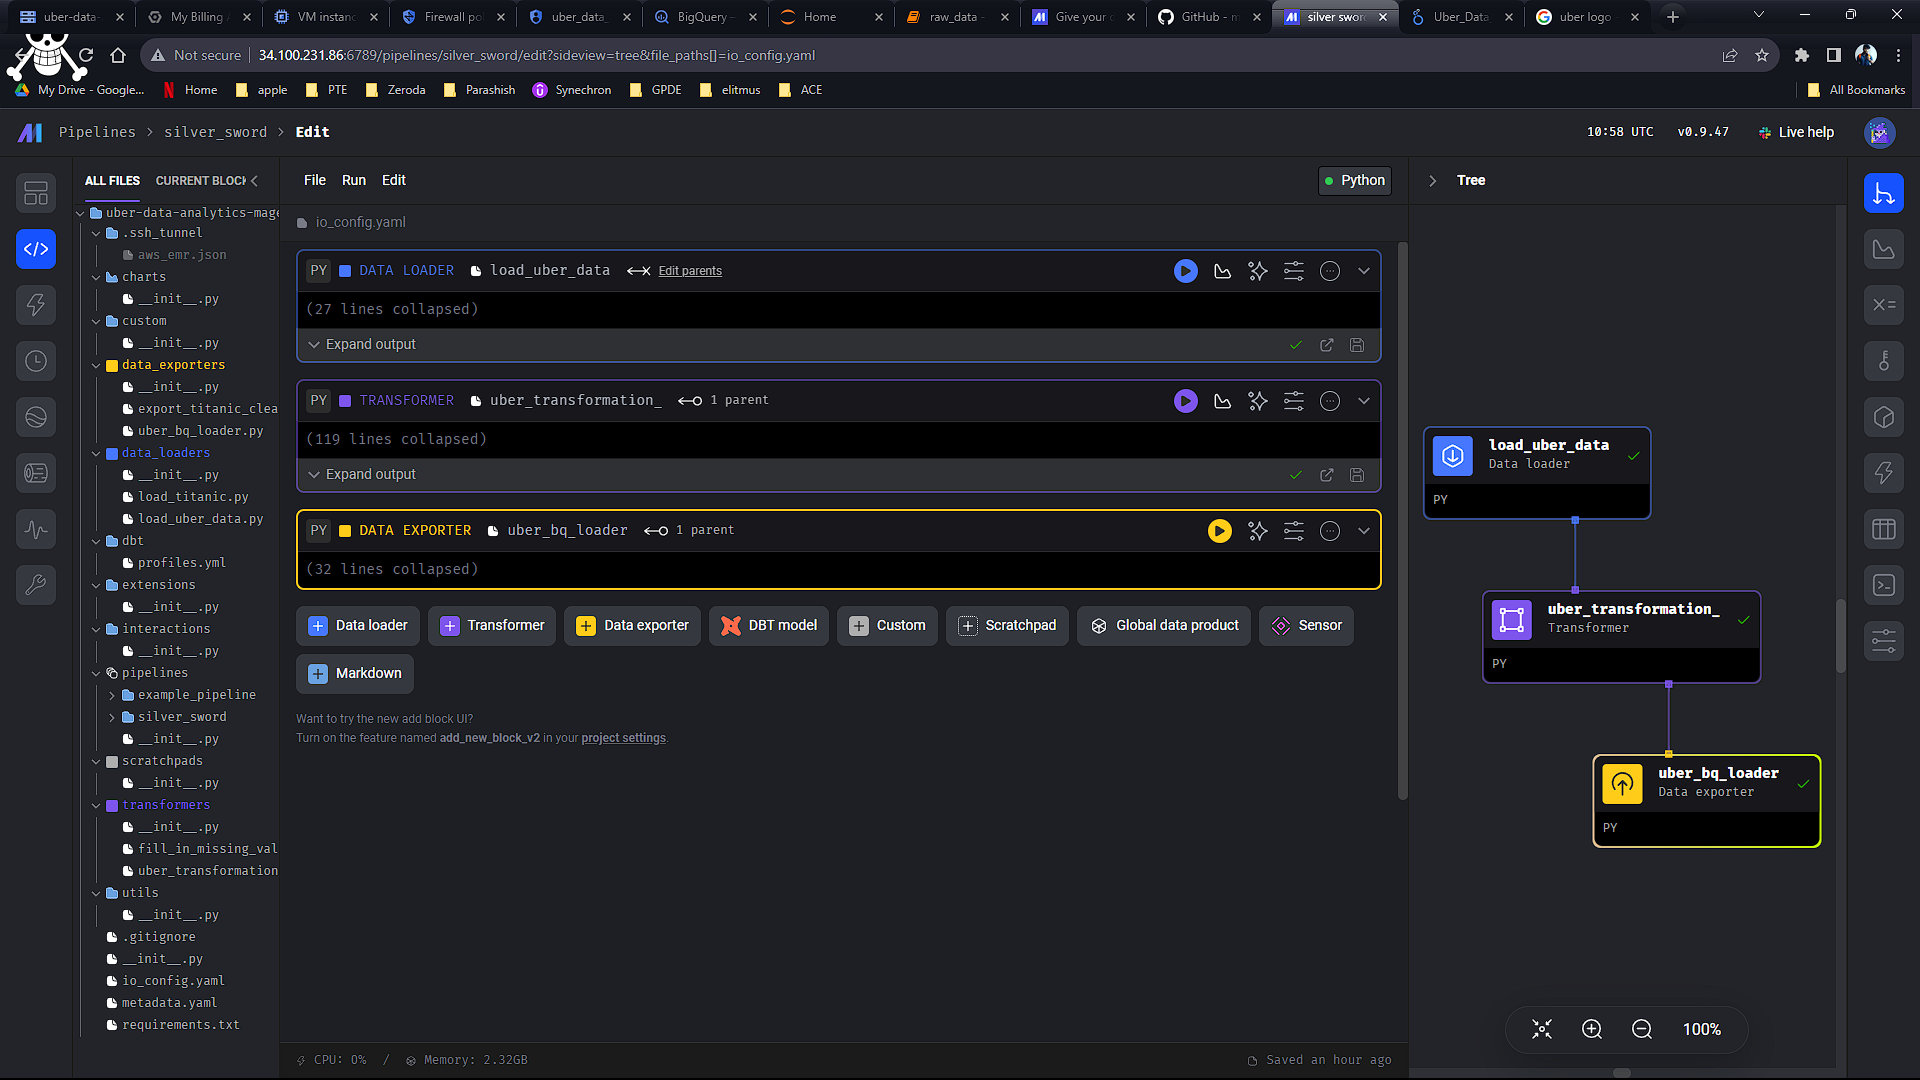 uber-data-
My Billing
VM instanc
Firewall po
uber_data_
BigQuery –
Home
raw_data -
Give your
GitHub - m
silver swor
Uber_Data_
uber logo
Not secure
34.100.231.86:6789/pipelines/silver_sword/edit?sideview=tree&file_paths[]=io_config.yaml
My Drive - Google...
Home
apple
PTE
Zeroda
Parashish
Synechron
GPDE
elitmus
ACE
All Bookmarks
Pipelines > silver_sword > Edit
10:58 UTC
v0.9.47
Live help
ALL FILES
CURRENT BLOCK
File
Run
Edit
Python
Tree
uber-data-analytics-mage
.ssh_tunnel
aws_emr.json
charts
__init__.py
custom
__init__.py
data_exporters
__init__.py
export_titanic_clea
uber_bq_loader.py
data_loaders
__init__.py
load_titanic.py
load_uber_data.py
dbt
profiles.yml
extensions
__init__.py
interactions
__init__.py
pipelines
example_pipeline
silver_sword
__init__.py
scratchpads
__init__.py
transformers
__init__.py
fill_in_missing_val
uber_transformation
utils
__init__.py
.gitignore
__init__.py
io_config.yaml
metadata.yaml
requirements.txt
io_config.yaml
PY DATA LOADER load_uber_data Edit parents
(27 lines collapsed)
Expand output
PY TRANSFORMER uber_transformation_ 1 parent
(119 lines collapsed)
Expand output
PY DATA EXPORTER uber_bq_loader 1 parent
(32 lines collapsed)
Data loader
Transformer
Data exporter
DBT model
Custom
Scratchpad
Global data product
Sensor
Markdown
Want to try the new add block UI?
Turn on the feature named add_new_block_v2 in your project settings.
CPU: 0% / Memory: 2.32GB
Saved an hour ago
load_uber_data
Data loader
PY
uber_transformation_
Transformer
PY
uber_bq_loader
Data exporter
PY
100%